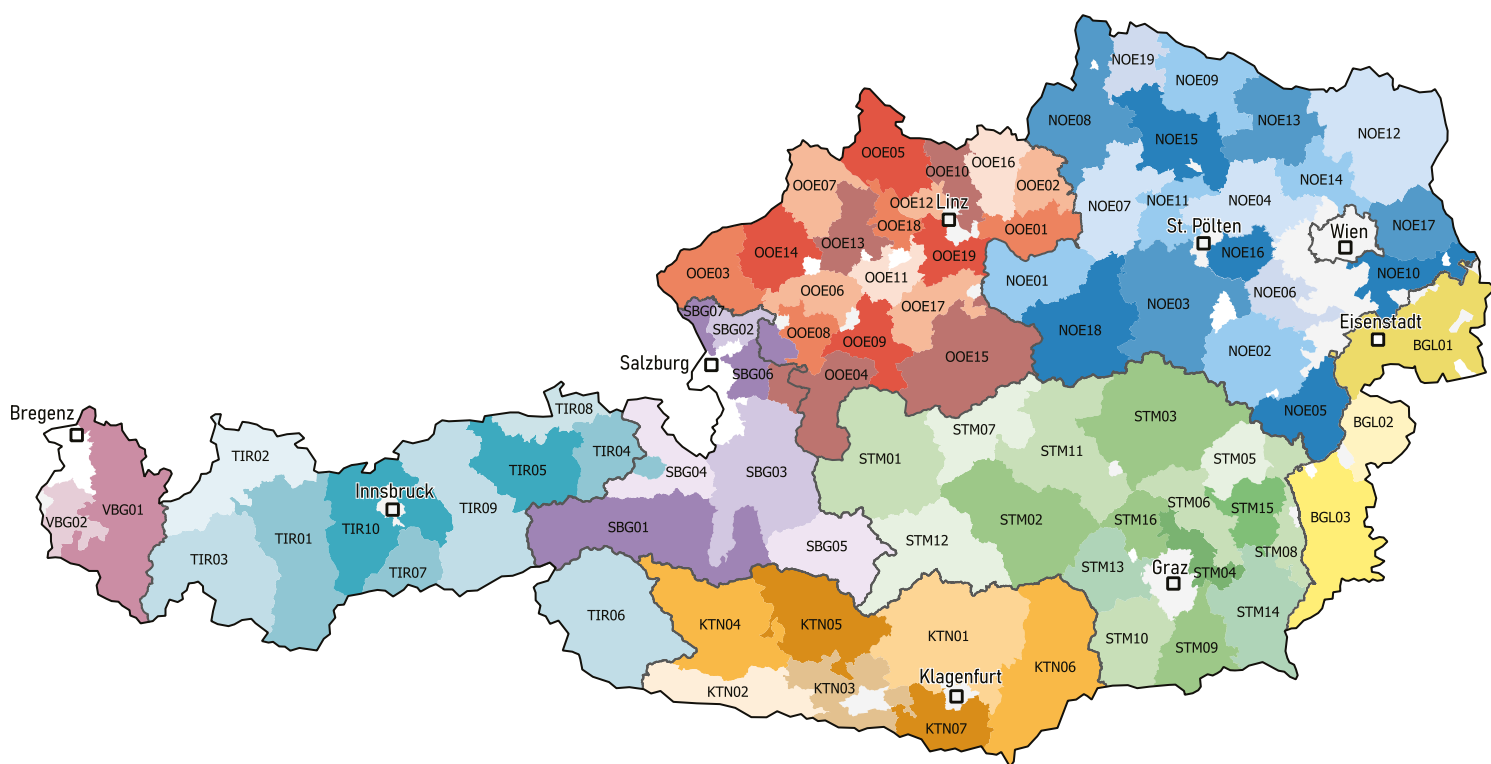 NOE19
NOE09
NOE08
NOE13
NOE12
NOE15
OOE05
OOE16
OOE10
OOE07
OOE02
NOE14
NOE11
NOE04
NOE07
OOE12
Linz
OOE18
OOE01
St. Pölten
Wien
NOE17
OOE13
OOE14
OOE19
NOE16
OOE03
OOE11
NOE10
NOE01
OOE06
NOE06
OOE17
NOE03
SBG07
SBG02
OOE08
NOE18
Eisenstadt
OOE09
BGL01
NOE02
OOE15
Salzburg
SBG06
OOE04
TIR08
NOE05
Bregenz
STM03
BGL02
STM07
TIR02
TIR04
STM11
STM01
STM05
TIR05
SBG04
SBG03
Innsbruck
STM06
VBG01
TIR09
STM15
VBG02
STM16
STM02
BGL03
TIR10
SBG01
TIR01
STM12
SBG05
STM08
TIR03
Graz
STM13
TIR07
STM04
STM14
TIR06
KTN04
KTN05
KTN01
STM10
STM09
KTN06
Klagenfurt
KTN03
KTN02
KTN07